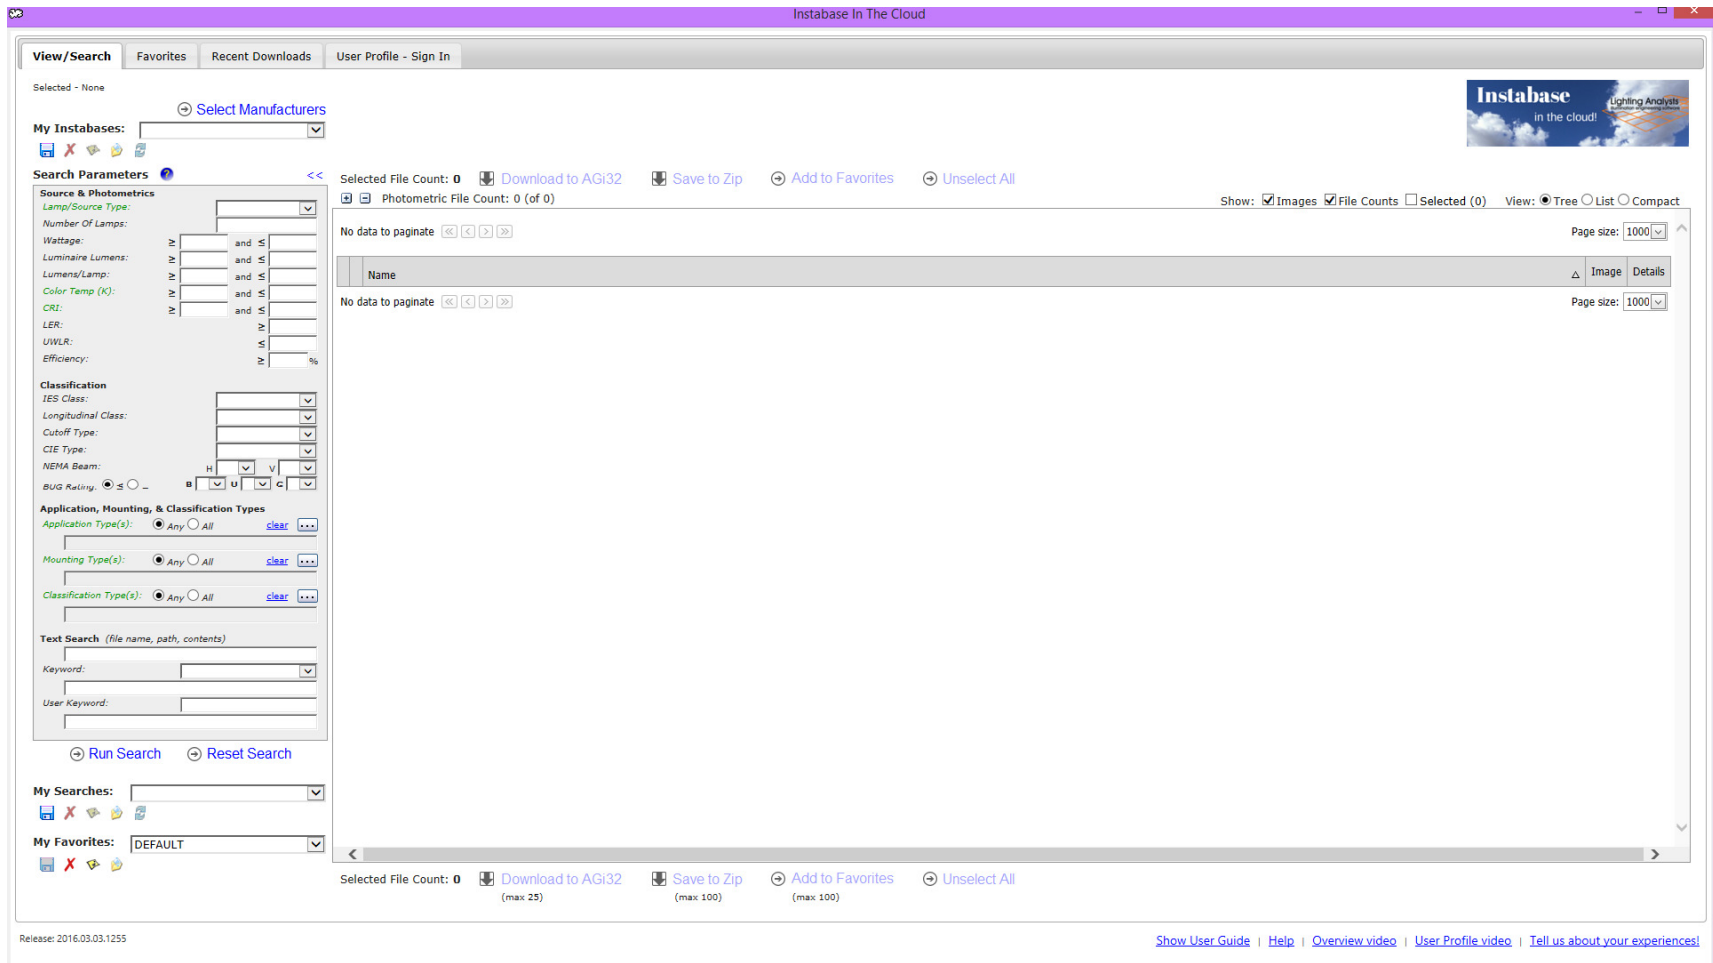 Instabase In The Cloud
View/Search Favorites Recent Downloads User Profile - Sign In
Selected - None
Select Manufacturers
My Instabases:
Instabase
in the cloud!
Lighting Analysts
Search Parameters ? <<
Source & Photometrics
Lamp/Source Type:
Number Of Lamps:
Wattage: ≥ and ≤
Luminaire Lumens: ≥ and ≤
Lumens/Lamp: ≥ and ≤
Color Temp (K): ≥ and ≤
CRI: ≥ and ≤
LER: ≥
UWLR: ≤
Efficiency: ≥ %
Classification
IES Class:
Longitudinal Class:
Cutoff Type:
CIE Type:
NEMA Beam: H V
BUG Rating: ≤ B U G
Application, Mounting, & Classification Types
Application Type(s): Any All clear ...
Mounting Type(s): Any All clear ...
Classification Type(s): Any All clear ...
Text Search (file name, path, contents)
Keyword:
User Keyword:
Run Search Reset Search
My Searches:
My Favorites: DEFAULT
Selected File Count: 0 Download to AGi32 Save to Zip Add to Favorites Unselect All
Photometric File Count: 0 (of 0)
Show: Images File Counts Selected (0) View: Tree List Compact
No data to paginate Page size: 1000
Name Image Details
No data to paginate Page size: 1000
Selected File Count: 0 Download to AGi32 Save to Zip Add to Favorites Unselect All
(max 25) (max 100) (max 100)
Release: 2016.03.03.1255
Show User Guide | Help | Overview video | User Profile video | Tell us about your experiences!